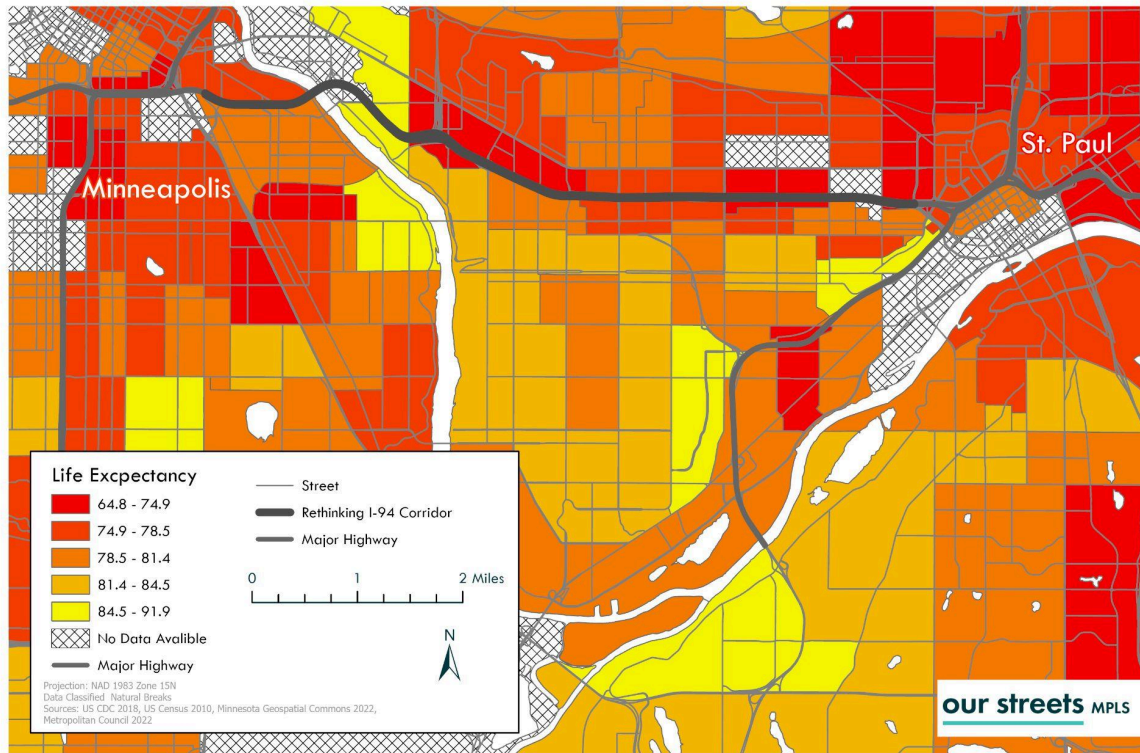 St. Paul
Minneapolis
Life Excpectancy
64.8 - 74.9
74.9 - 78.5
78.5 - 81.4
81.4 - 84.5
84.5 - 91.9
No Data Avalible
Major Highway
Street
Rethinking I-94 Corridor
Major Highway
0 1 2 Miles
N
Projection: NAD 1983 Zone 15N
Data Classified Natural Breaks
Sources: US CDC 2018, US Census 2010, Minnesota Geospatial Commons 2022,
Metropolitan Council 2022
our streets MPLS